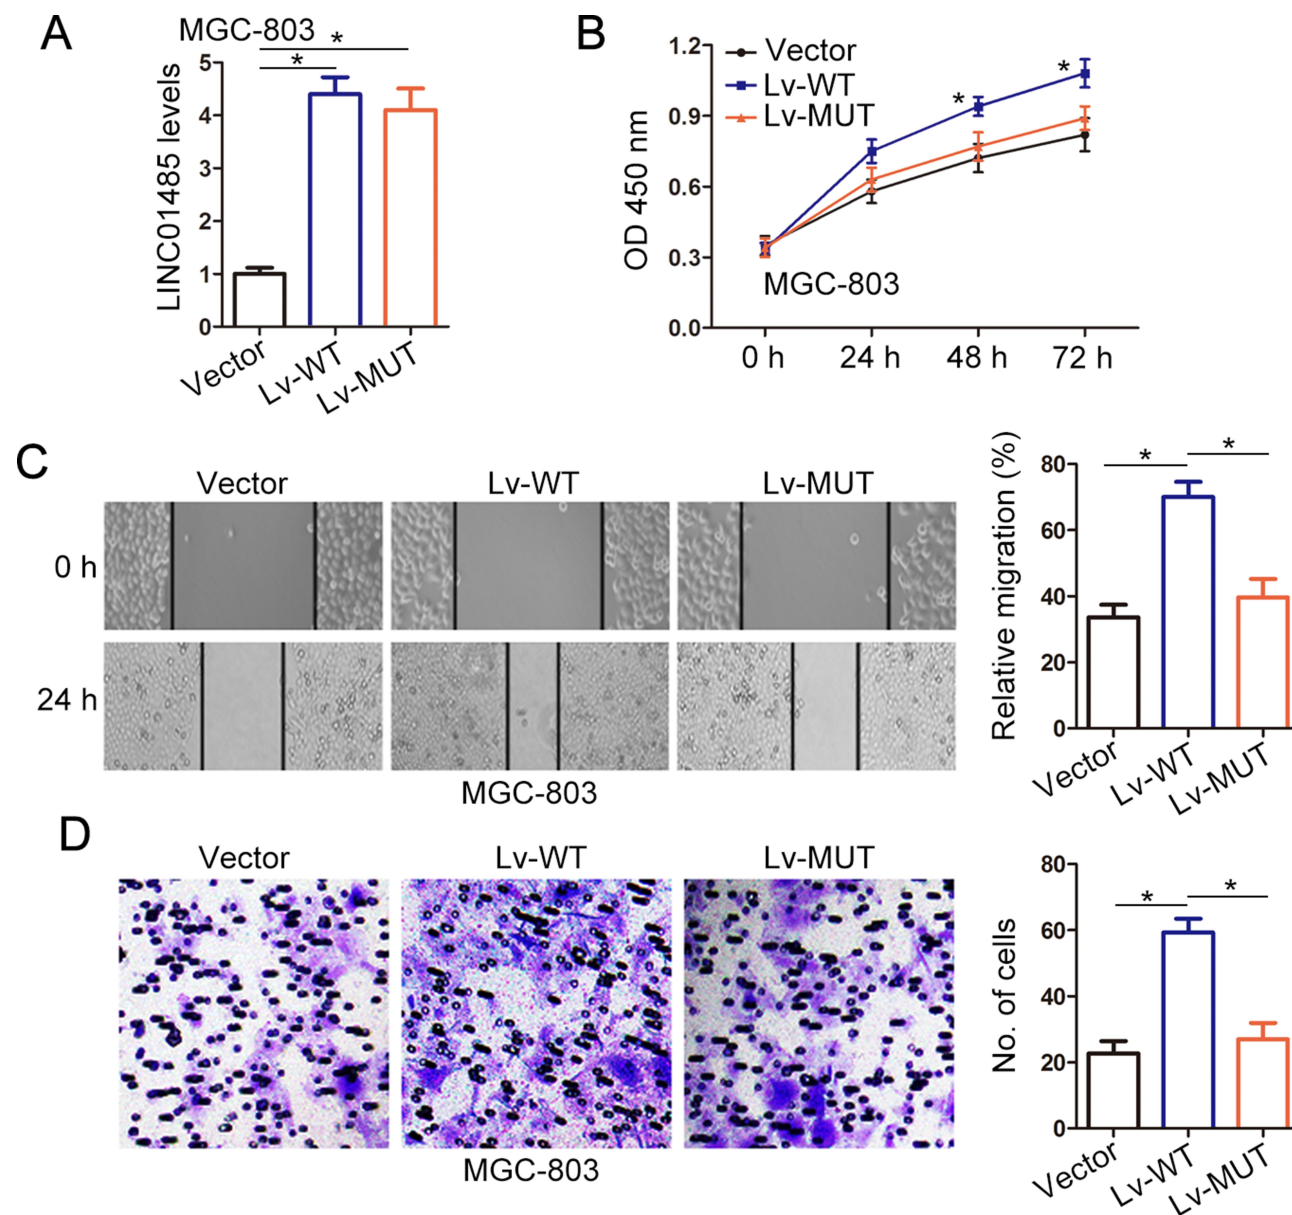 A
MGC-803
*
*
LINC01485 levels
5
4
3
2
1
0
Vector
Lv-WT
Lv-MUT
B
OD 450 nm
1.2
0.9
0.6
0.3
0.0
Vector
Lv-WT
Lv-MUT
*
*
MGC-803
0 h
24 h
48 h
72 h
C
Vector
Lv-WT
Lv-MUT
0 h
24 h
MGC-803
Relative migration (%)
80
60
40
20
0
*
*
Vector
Lv-WT
Lv-MUT
D
Vector
Lv-WT
Lv-MUT
MGC-803
No. of cells
80
60
40
20
0
*
*
Vector
Lv-WT
Lv-MUT